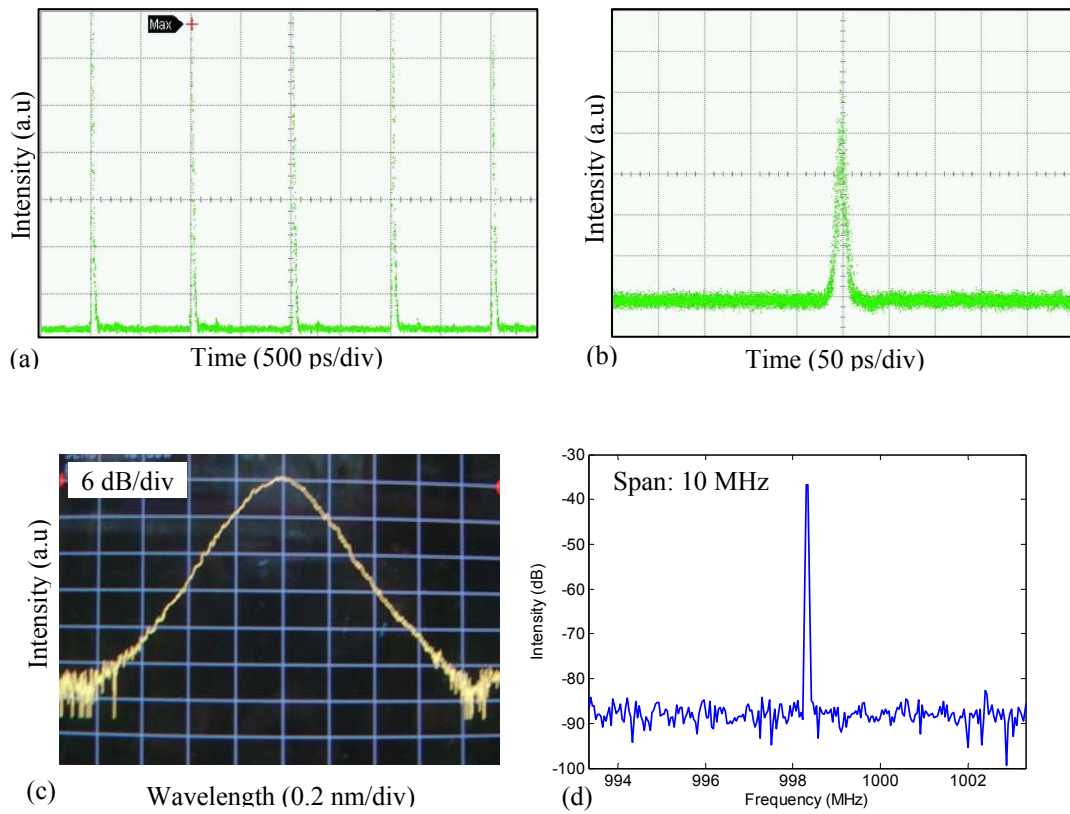 Max
Intensity (a.u)
(a)
Time (500 ps/div)
Intensity (a.u)
(b)
Time (50 ps/div)
6 dB/div
Intensity (a.u)
(c)
Wavelength (0.2 nm/div)
Span: 10 MHz
-30
-40
-50
-60
-70
-80
-90
-100
Intensity (dB)
994
996
998
1000
1002
(d)
Frequency (MHz)